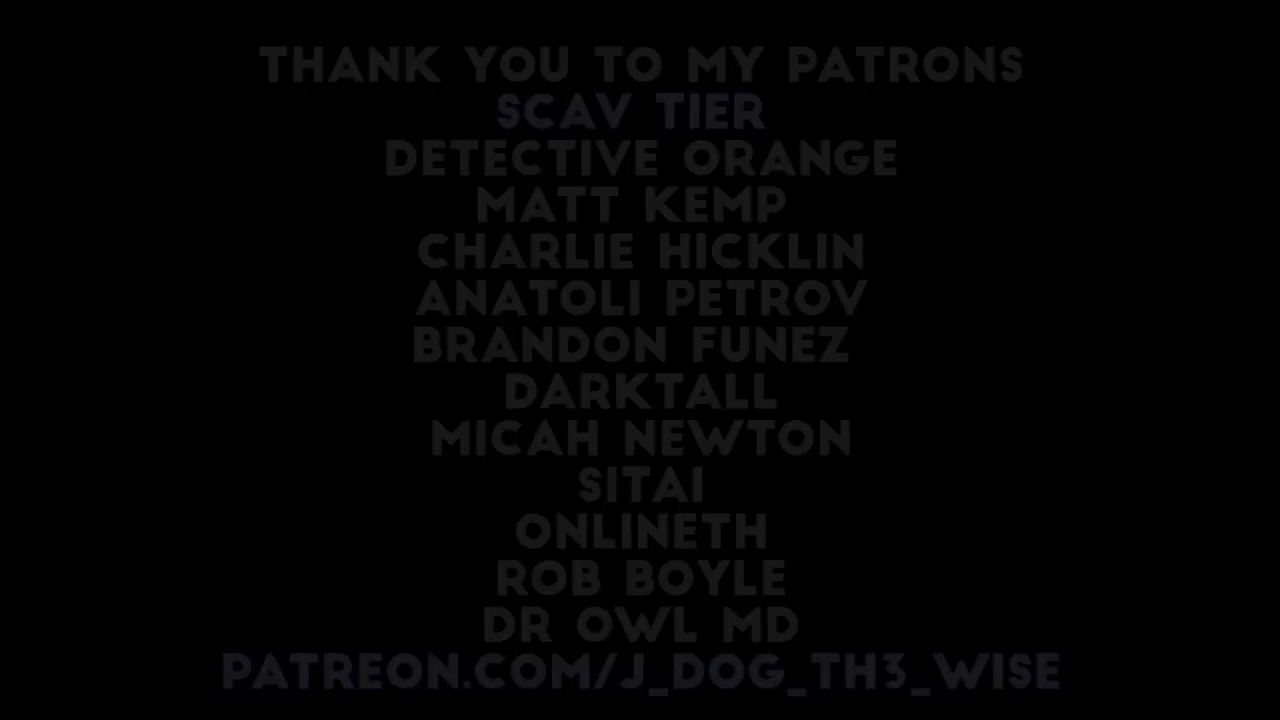 THANK YOU TO MY PATRONS
SCAV TIER
DETECTIVE ORANGE
MATT KEMP
CHARLIE HICKLIN
ANATOLI PETROV
BRANDON FUNEZ
DARKTALL
MICAH NEWTON
SITAI
ONLINETH
ROB BOYLE
DR OWL MD
PATREON.COM/J_DOG_TH3_WISE